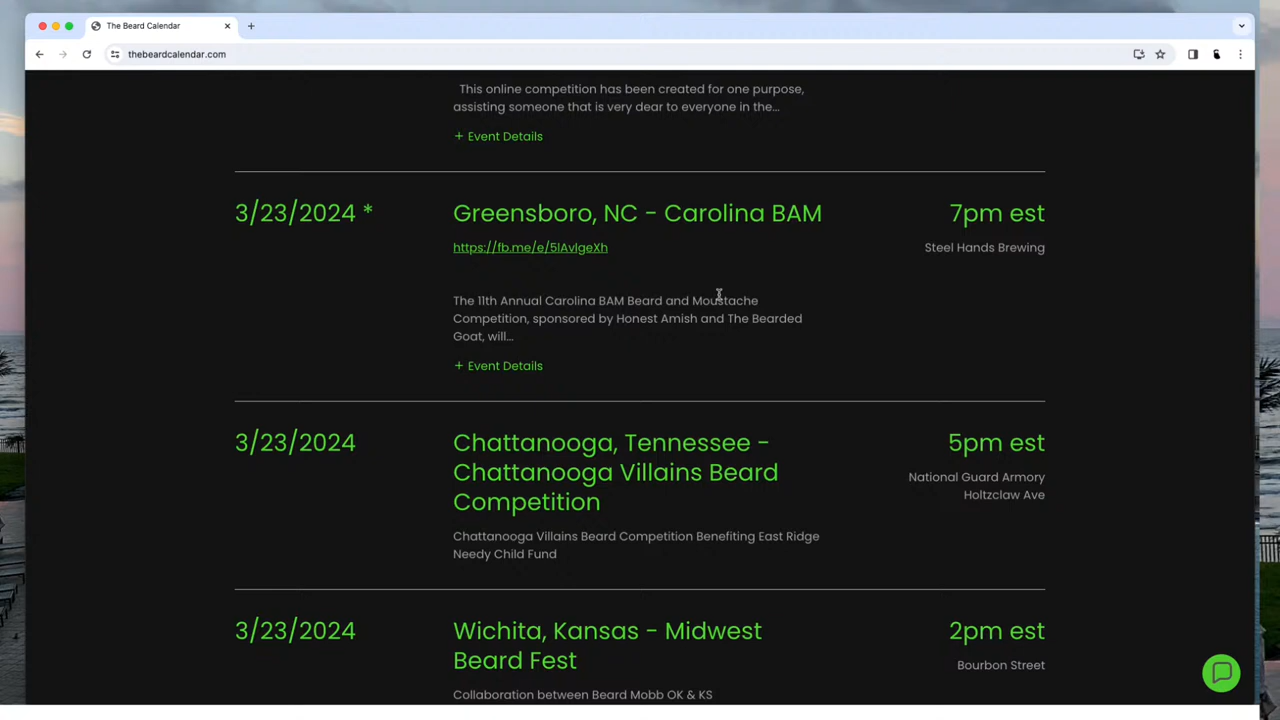 The Beard Calendar
thebeardcalendar.com
This online competition has been created for one purpose,
assisting someone that is very dear to everyone in the...
+ Event Details
3/23/2024 *
Greensboro, NC - Carolina BAM
7pm est
https://fb.me/e/5lAvlgeXh
Steel Hands Brewing
The 11th Annual Carolina BAM Beard and Moustache
Competition, sponsored by Honest Amish and The Bearded
Goat, will...
+ Event Details
3/23/2024
Chattanooga, Tennessee -
Chattanooga Villains Beard
Competition
5pm est
National Guard Armory
Holtzclaw Ave
Chattanooga Villains Beard Competition Benefiting East Ridge
Needy Child Fund
3/23/2024
Wichita, Kansas - Midwest
Beard Fest
2pm est
Bourbon Street
Collaboration between Beard Mobb OK & KS